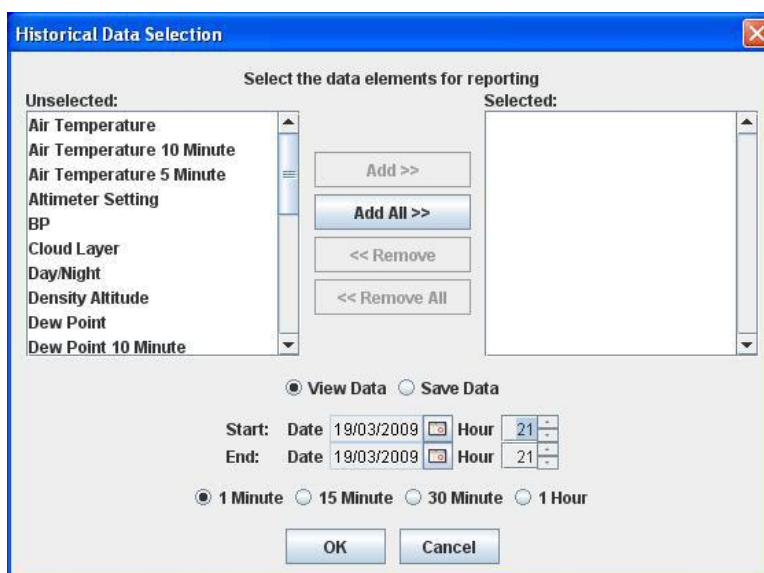 Historical Data Selection
Select the data elements for reporting
Unselected:
Selected:
Air Temperature
Air Temperature 10 Minute
Air Temperature 5 Minute
Altimeter Setting
BP
Cloud Layer
Day/Night
Density Altitude
Dew Point
Dew Point 10 Minute
Add >>
Add All >>
<< Remove
<< Remove All
View Data Save Data
Start: Date 19/03/2009 Hour 21
End: Date 19/03/2009 Hour 21
1 Minute 15 Minute 30 Minute 1 Hour
OK Cancel